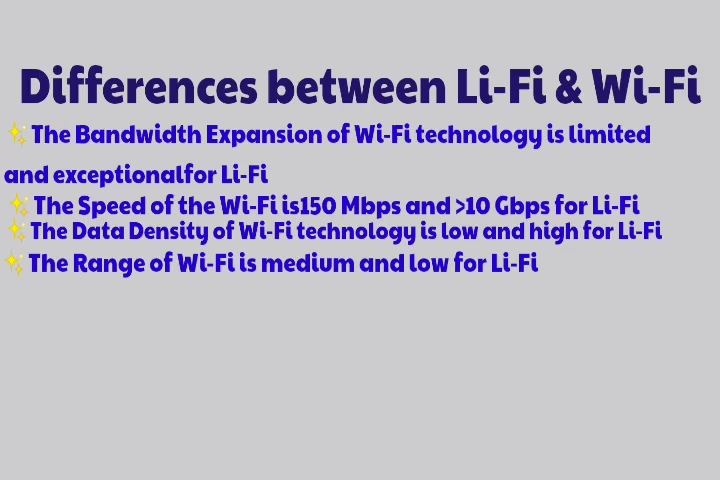 Differences between Li-Fi & Wi-Fi
✨The Bandwidth Expansion of Wi-Fi technology is limited
and exceptionalfor Li-Fi
✨The Speed of the Wi-Fi is150 Mbps and >10 Gbps for Li-Fi
✨The Data Density of Wi-Fi technology is low and high for Li-Fi
✨The Range of Wi-Fi is medium and low for Li-Fi